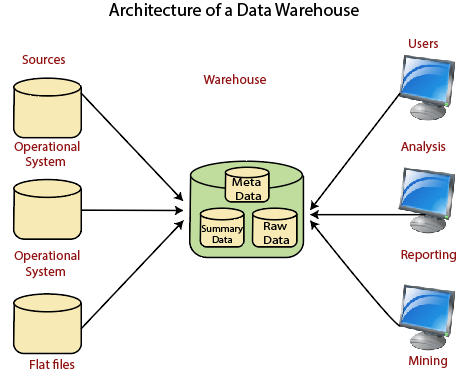 Architecture of a Data Warehouse
Sources
Warehouse
Users
Operational
System
Analysis
Meta
Data
Summary
Data
Raw
Data
Operational
System
Reporting
Flat files
Mining